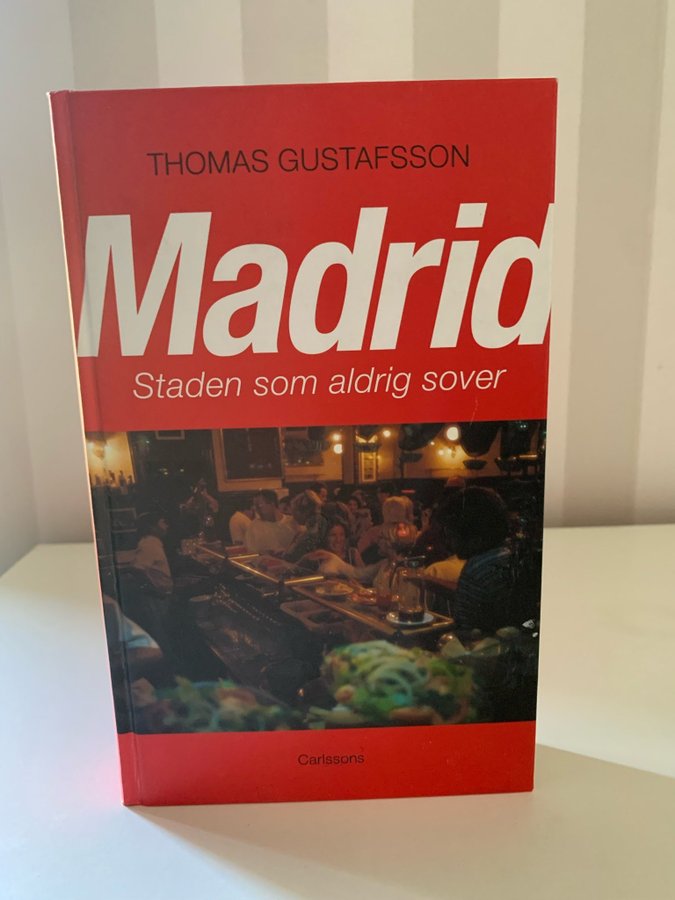 THOMAS GUSTAFSSON
Madrid
Staden som aldrig sover
Carlssons